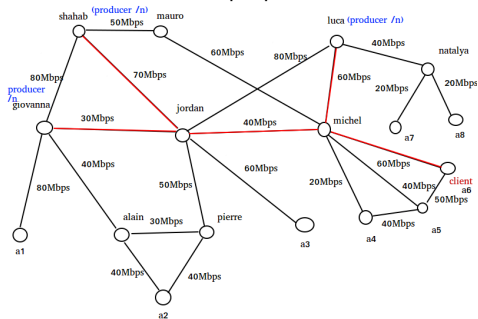 shahab (producer /n) mauro
50Mbps
luca (producer /n)
40Mbps
natalya
60Mbps
80Mbps
80Mbps
70Mbps
60Mbps
20Mbps
20Mbps
producer
/n
giovanna
jordan
30Mbps
40Mbps
michel
a7
a8
40Mbps
60Mbps
60Mbps
80Mbps
50Mbps
20Mbps
40Mbps
client
a6
50Mbps
alain
30Mbps
pierre
a3
a4
40Mbps
a5
a1
40Mbps
40Mbps
a2